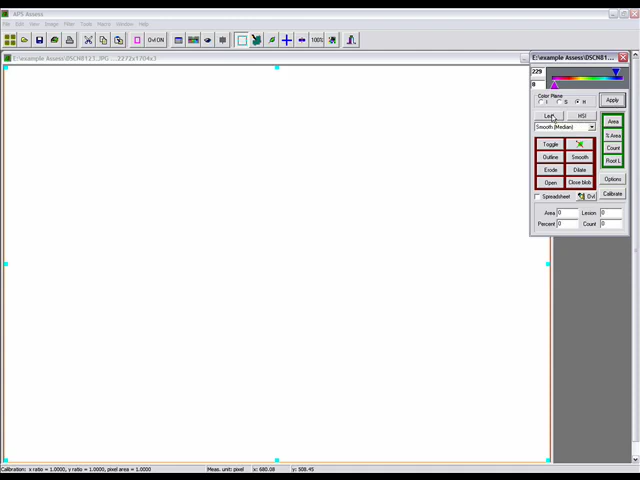 APS Assess
File Edit View Image Filter Tools Macro Window Help
Ovl ON
100%
E:\example Assess\DSCN8123.JPG ...2272x1704x3
E:\example Assess\DSCN81...
229
0
Color Plane
I S H
Apply
Leaf HSI
Smooth (Median)
Area
% Area
Count
Root L
Toggle
Outline Smooth
Erode Dilate
Open Close blob
Options
Calibrate
Spreadsheet Ovl
Area 0 Lesion 0
Percent 0 Count 0
Calibration: x ratio = 1.0000, y ratio = 1.0000, pixel area = 1.0000 Meas. unit: pixel x: 680.08 y: 508.45